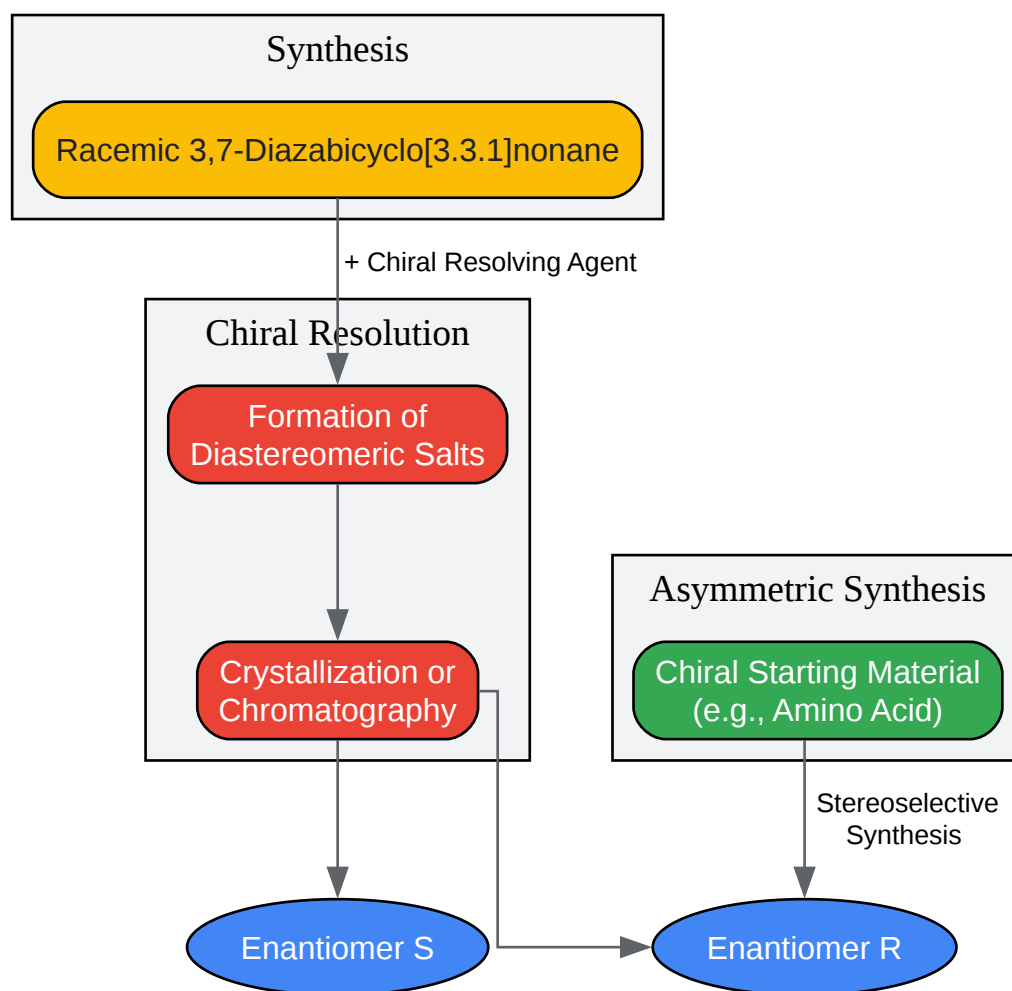 Synthesis
Racemic 3,7-Diazabicyclo[3.3.1]nonane
+ Chiral Resolving Agent
Chiral Resolution
Formation of
Diastereomeric Salts
Crystallization or
Chromatography
Asymmetric Synthesis
Chiral Starting Material
(e.g., Amino Acid)
Stereoselective
Synthesis
Enantiomer S
Enantiomer R